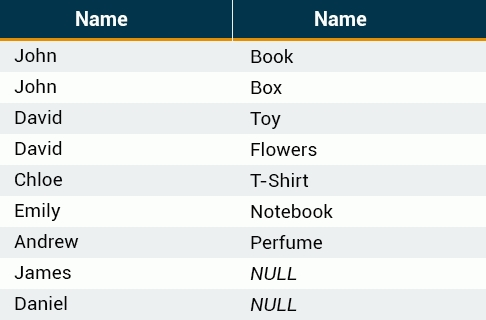 Name Name
John Book
John Box
David Toy
David Flowers
Chloe T-Shirt
Emily Notebook
Andrew Perfume
James NULL
Daniel NULL